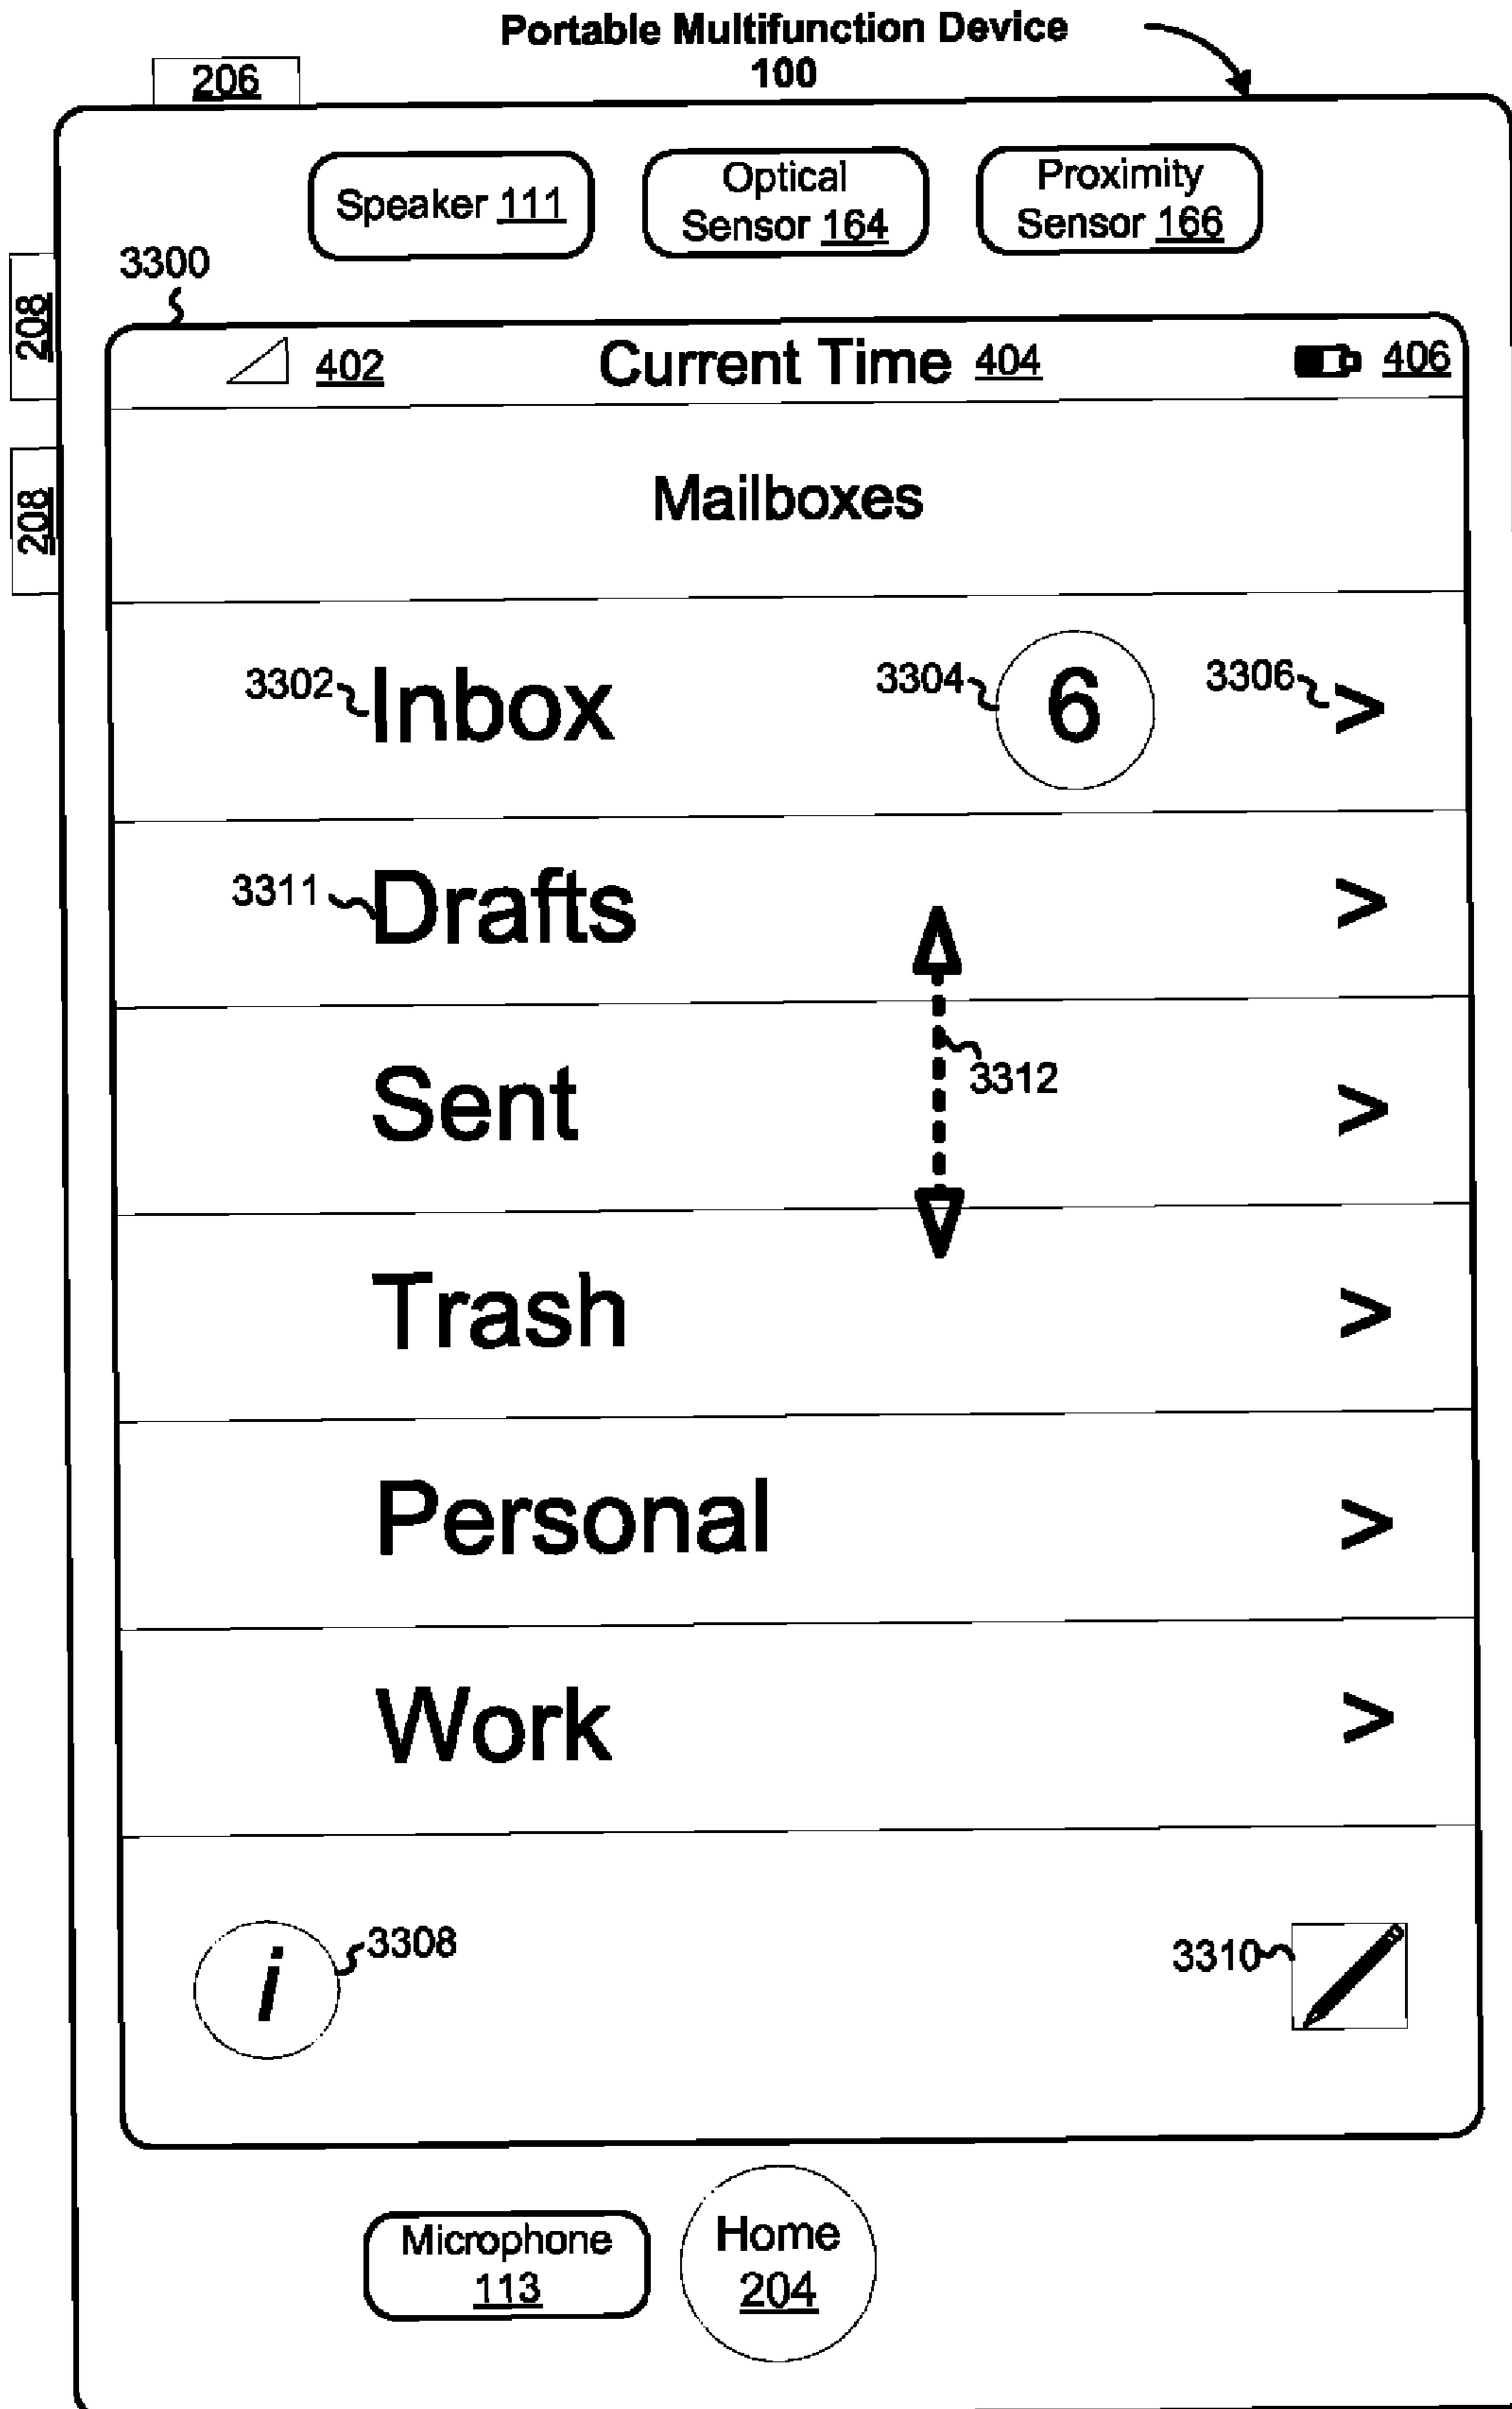 Portable Multifunction Device
100
206
Speaker 111
Optical
Sensor 164
Proximity
Sensor 166
3300
208
402
Current Time 404
406
208
Mailboxes
3302
Inbox
3304
6
3306
>
3311
Drafts
>
Sent
3312
>
Trash
>
Personal
>
Work
>
i
3308
3310
Microphone
113
Home
204